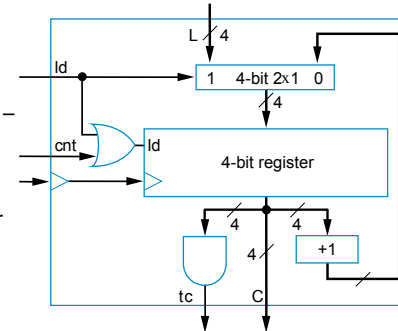 L 4
ld
1 4-bit 2x1 0
4
cnt
ld
4-bit register
4 4
4
+1
tc C